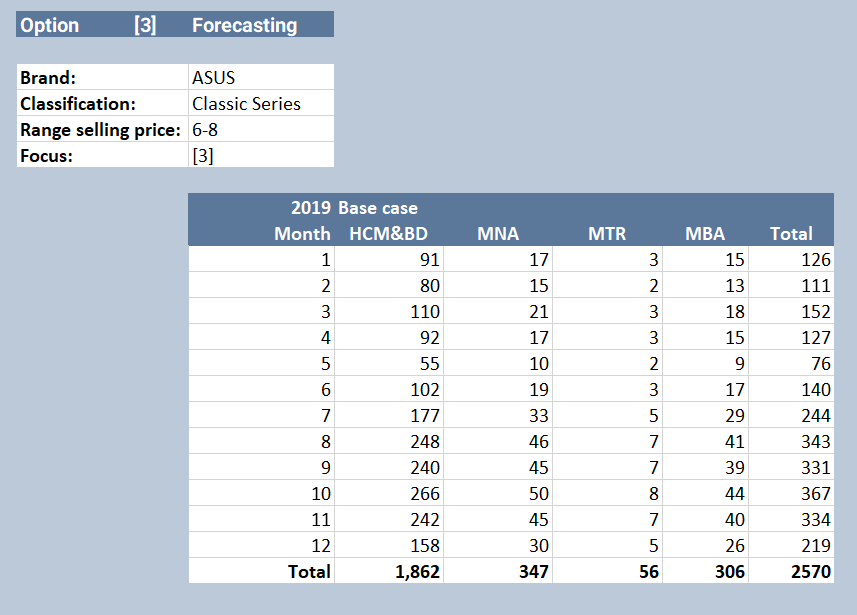 Option [3] Forecasting
Brand: ASUS
Classification: Classic Series
Range selling price: 6-8
Focus: [3]
2019 Base case
Month HCM&BD MNA MTR MBA Total
1 91 17 3 15 126
2 80 15 2 13 111
3 110 21 3 18 152
4 92 17 3 15 127
5 55 10 2 9 76
6 102 19 3 17 140
7 177 33 5 29 244
8 248 46 7 41 343
9 240 45 7 39 331
10 266 50 8 44 367
11 242 45 7 40 334
12 158 30 5 26 219
Total 1,862 347 56 306 2570